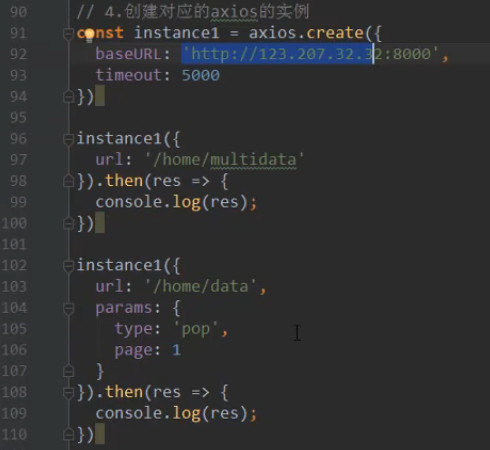 90 // 4.创建对应的axios的实例
91 const instance1 = axios.create({
92 baseURL: 'http://123.207.32.32:8000',
93 timeout: 5000
94 })
95
96 instance1({
97 url: '/home/multidata'
98 }).then(res => {
99 console.log(res);
100 })
101
102 instance1({
103 url: '/home/data',
104 params: {
105 type: 'pop',
106 page: 1
107 }
108 }).then(res => {
109 console.log(res);
110 })